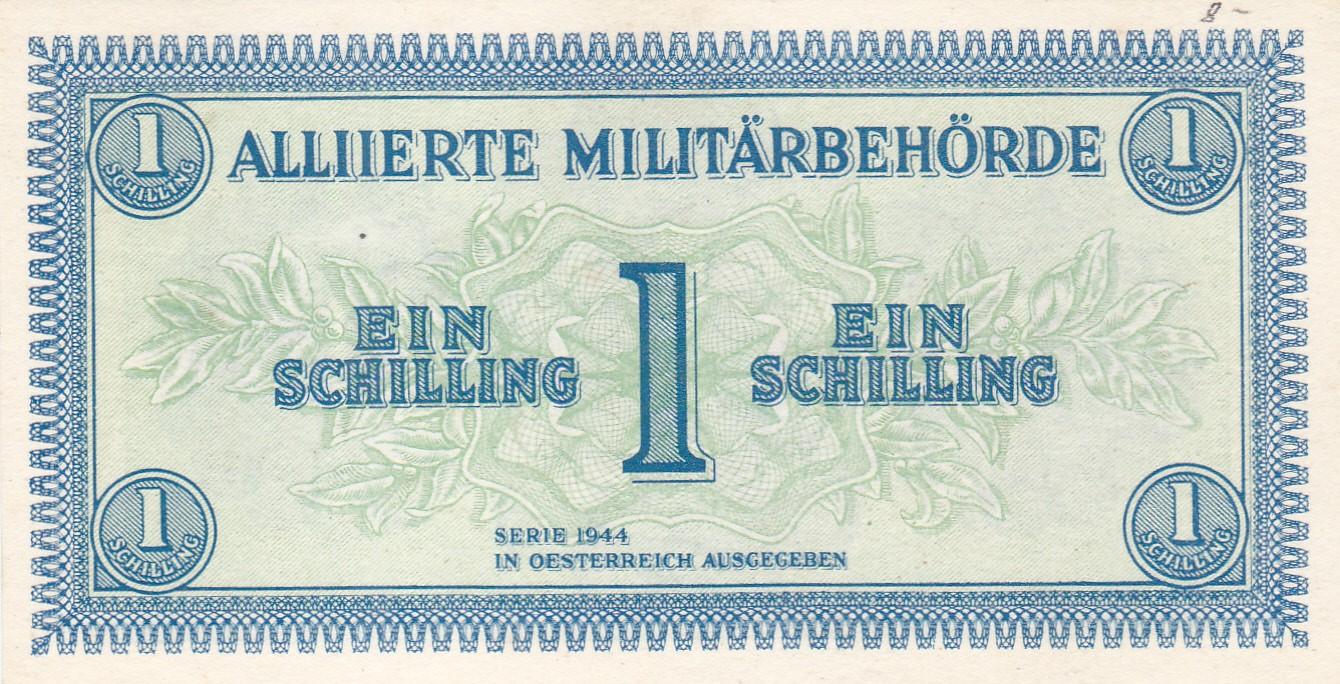 8 -
1 SCHILLING
ALLIIERTE MILITÄRBEHÖRDE
1 SCHILLING
EIN
SCHILLING
1
EIN
SCHILLING
1 SCHILLING
SERIE 1944
IN OESTERREICH AUSGEGEBEN
1 SCHILLING